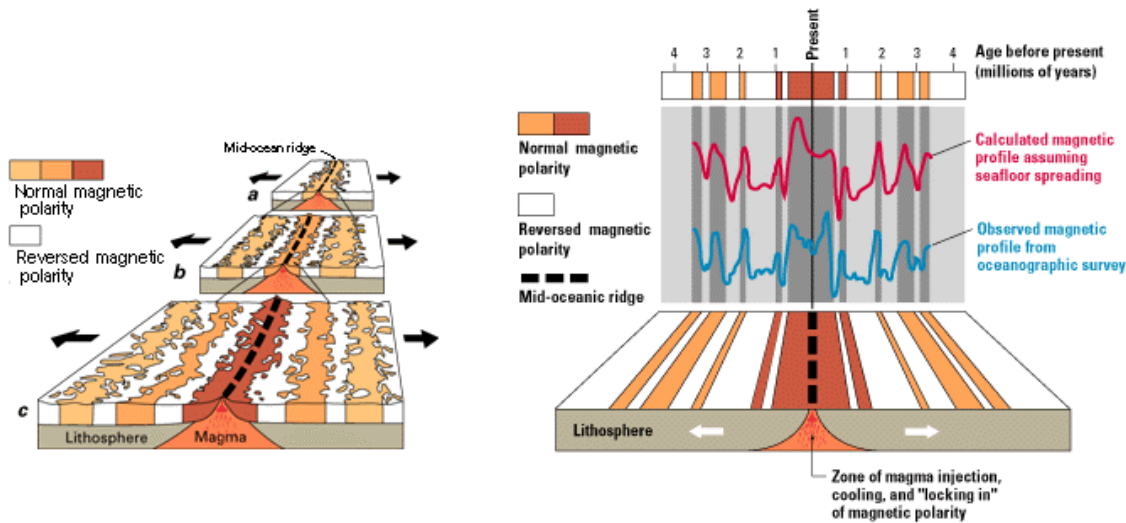 Mid-ocean ridge
Normal magnetic
polarity
Reversed magnetic
polarity
a
b
c
Lithosphere
Magma
Present
4 3 2 1 1 2 3 4
Age before present
(millions of years)
Normal magnetic
polarity
Reversed magnetic
polarity
Mid-oceanic ridge
Calculated magnetic
profile assuming
seafloor spreading
Observed magnetic
profile from
oceanographic survey
Lithosphere
Zone of magma injection,
cooling, and "locking in"
of magnetic polarity